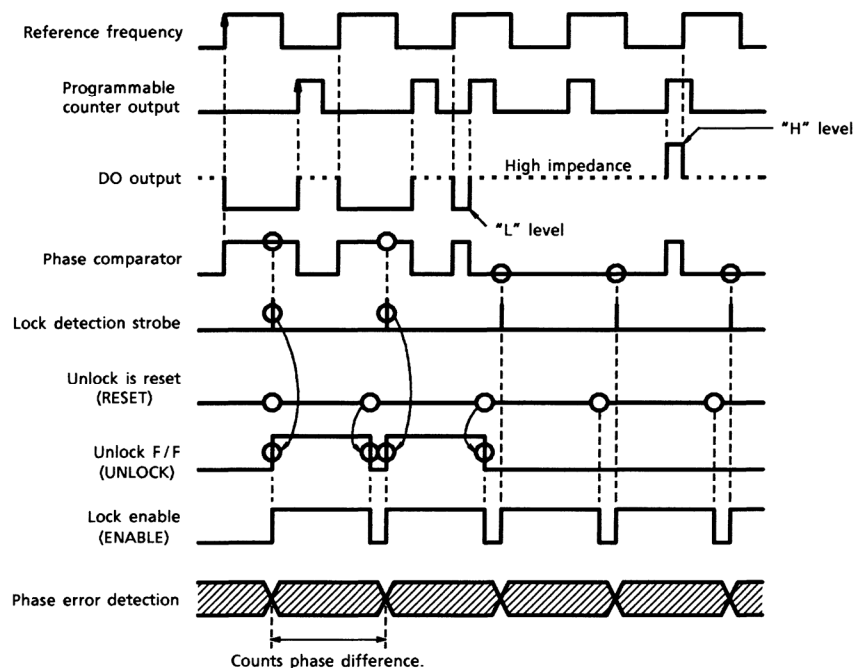 Reference frequency
Programmable
counter output
"H" level
High impedance
DO output
"L" level
Phase comparator
Lock detection strobe
Unlock is reset
(RESET)
Unlock F/F
(UNLOCK)
Lock enable
(ENABLE)
Phase error detection
Counts phase difference.